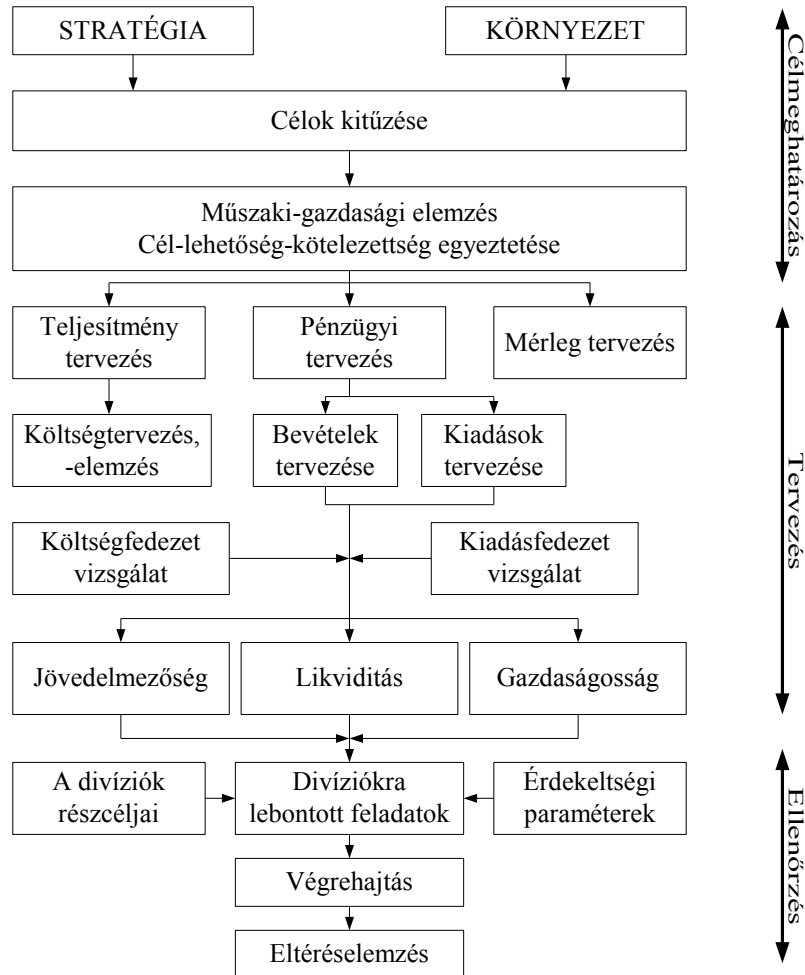 STRATÉGIA
KÖRNYEZET
Célok kitűzése
Műszaki-gazdasági elemzés
Cél-lehetőség-kötelezettség egyeztetése
Célmeghatározás
Teljesítmény
tervezés
Pénzügyi
tervezés
Mérleg tervezés
Költségtervezés,
-elemzés
Bevételek
tervezése
Kiadások
tervezése
Költségfedezet
vizsgálat
Kiadásfedezet
vizsgálat
Jövedelmezőség
Likviditás
Gazdaságosság
Tervezés
A divíziók
részcéljai
Divíziókra
lebontott feladatok
Érdekeltségi
paraméterek
Végrehajtás
Eltéréselemzés
Ellenőrzés